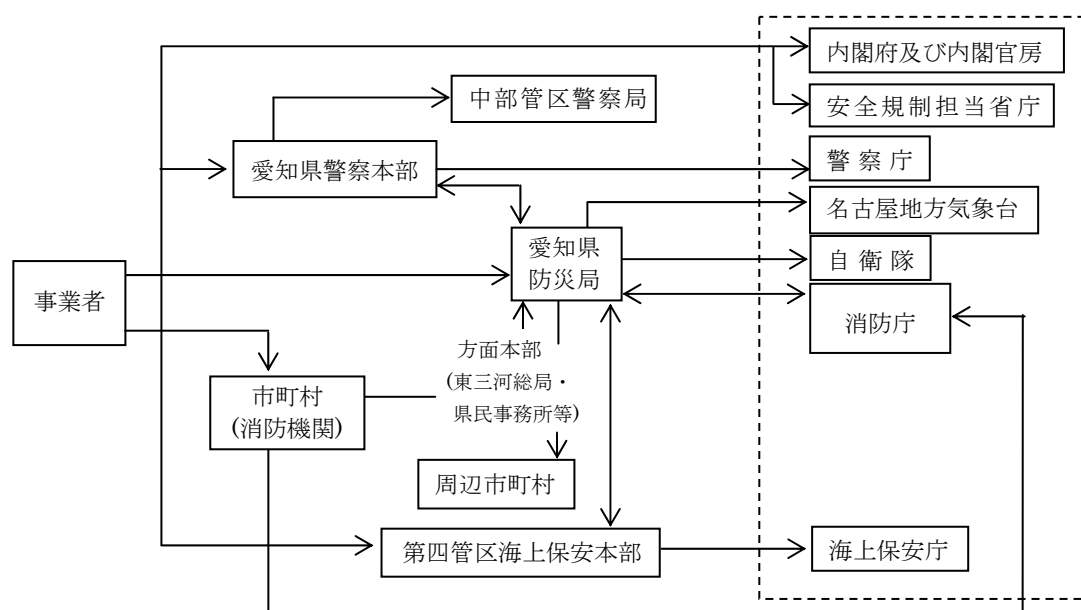 内閣府及び内閣官房
中部管区警察局
安全規制担当省庁
愛知県警察本部
警察庁
名古屋地方気象台
愛知県
防災局
自衛隊
事業者
消防庁
方面本部
(東三河総局・
県民事務所等)
市町村
(消防機関)
周辺市町村
第四管区海上保安本部
海上保安庁